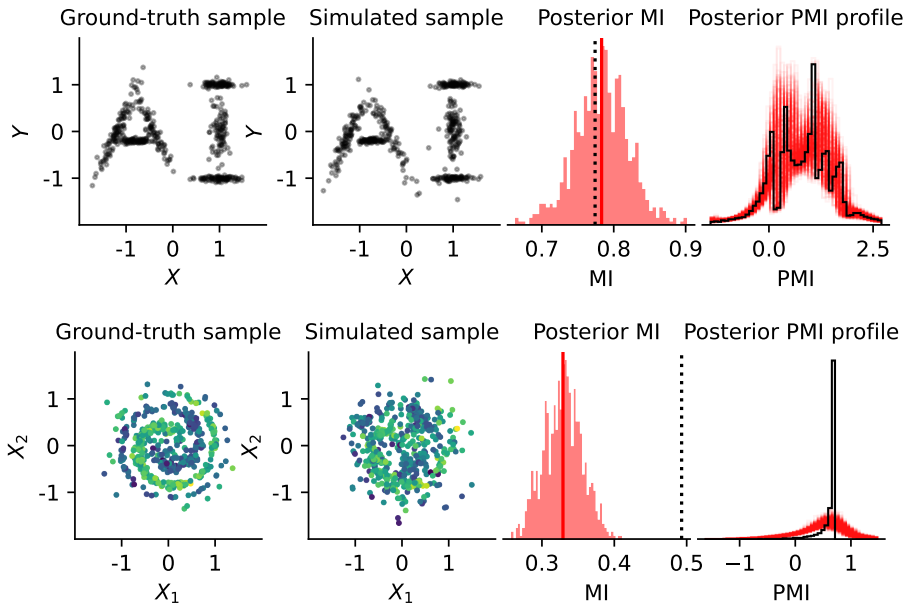 Ground-truth sample Simulated sample Posterior MI Posterior PMI profile
Y 1 0 -1 Y 1 0 -1
-1 0 1 -1 0 1 0.7 0.8 0.9 0.0 2.5
X X MI PMI
Ground-truth sample Simulated sample Posterior MI Posterior PMI profile
X2 1 0 -1 X2 1 0 -1
-1 0 1 -1 0 1 0.3 0.4 0.5 −1 0 1
X1 X1 MI PMI